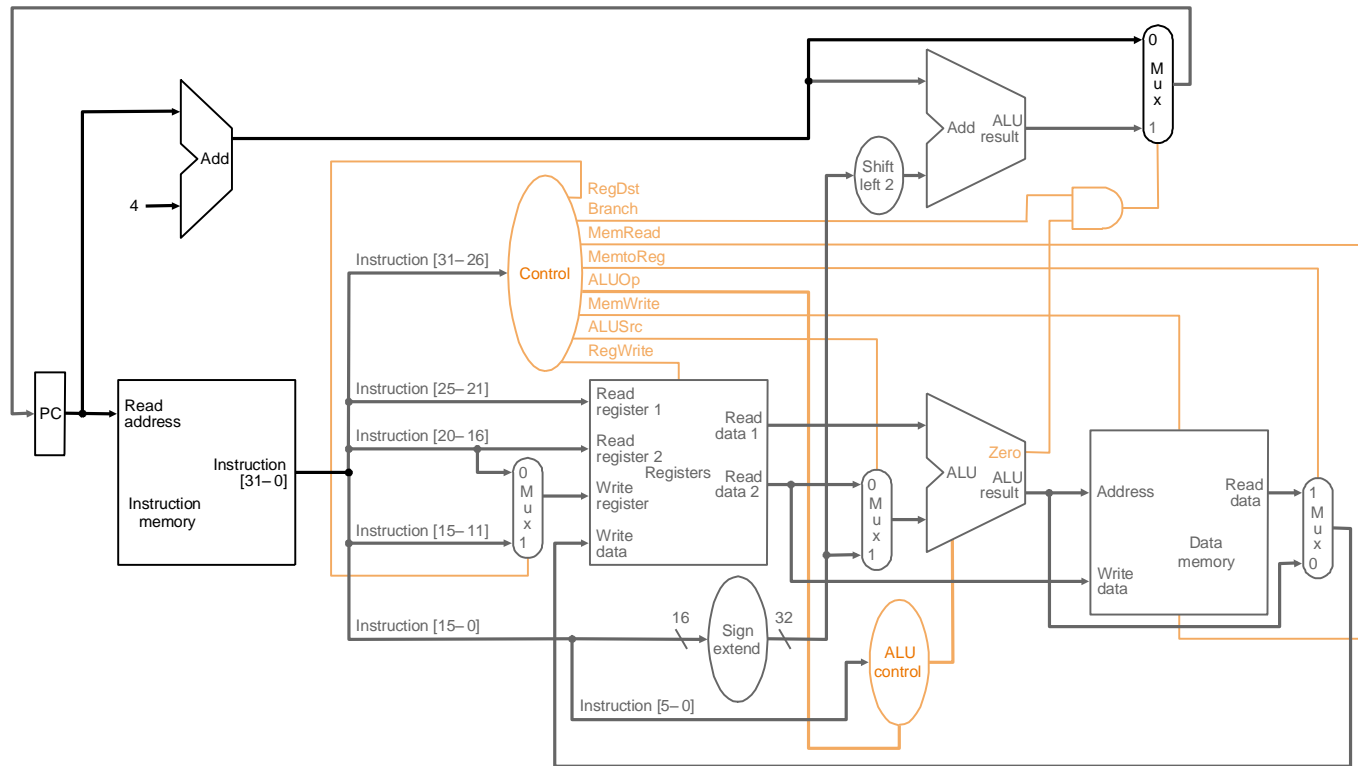 0
M
u
x
1
Add
ALU
result
Add
Shift
left 2
4
RegDst
Branch
MemRead
MemtoReg
ALUOp
MemWrite
ALUSrc
RegWrite
Control
Instruction [31– 26]
PC
Read
address
Instruction
[31– 0]
Instruction
memory
Instruction [25– 21]
Instruction [20– 16]
Instruction [15– 11]
0
M
u
x
1
Read
register 1
Read
register 2
Write
register
Write
data
Registers
Read
data 1
Read
data 2
0
M
u
x
1
Zero
ALU
ALU
result
Address
Write
data
Read
data
Data
memory
1
M
u
x
0
Instruction [15– 0]
16
Sign
extend
32
ALU
control
Instruction [5– 0]